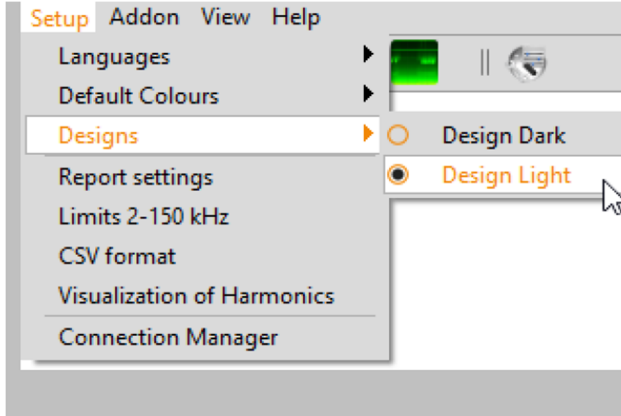 Setup Addon View Help
Languages
Default Colours
Designs
Design Dark
Design Light
Report settings
Limits 2-150 kHz
CSV format
Visualization of Harmonics
Connection Manager